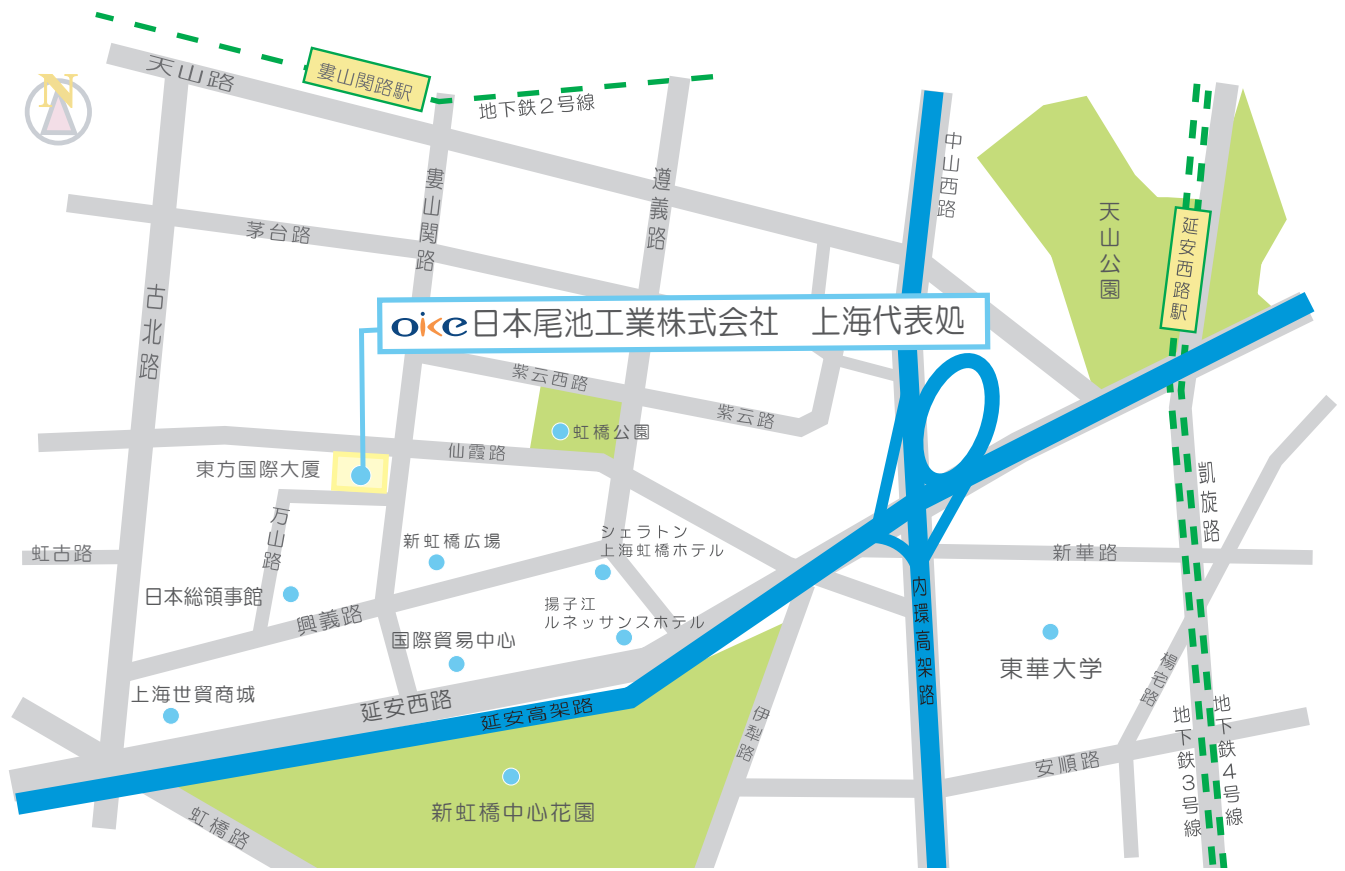 N
天山路
婁山関路駅
地下鉄2号線
中山西路
婁山関路
遵義路
天山公園
延安西路駅
茅台路
古北路
oike 日本尾池工業株式会社　上海代表処
紫云西路
紫云路
虹橋公園
仙霞路
東方国際大厦
凱旋路
万山路
新虹橋広場
シェラトン
上海虹橋ホテル
虹古路
新華路
日本総領事館
揚子江
ルネッサンスホテル
興義路
国際貿易中心
内環高架路
東華大学
楊宅路
上海世貿商城
延安西路
延安高架路
伊犁路
地下鉄3号線
地下鉄4号線
安順路
新虹橋中心花園
虹橋路